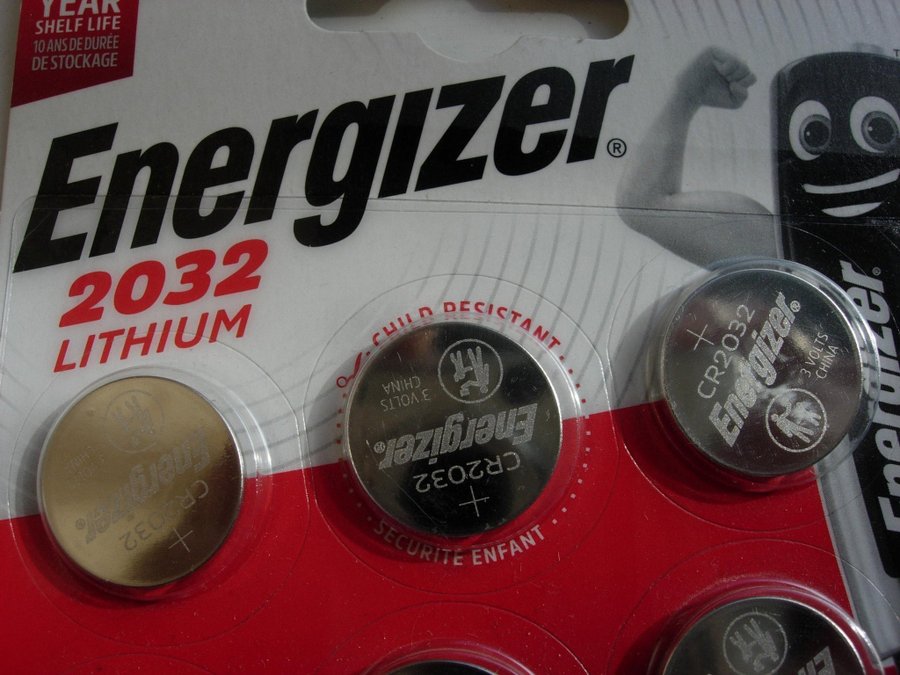 YEAR
SHELF LIFE
10 ANS DE DURÉE
DE STOCKAGE
Energizer®
2032
LITHIUM
CHILD RESISTANT
SÉCURITÉ ENFANT
Energizer®
CR2032
+
3 VOLTS
CHINA
Energizer®
CR2032
+
+
CR2032
Energizer®
3 VOLTS
CHINA
Energizer®